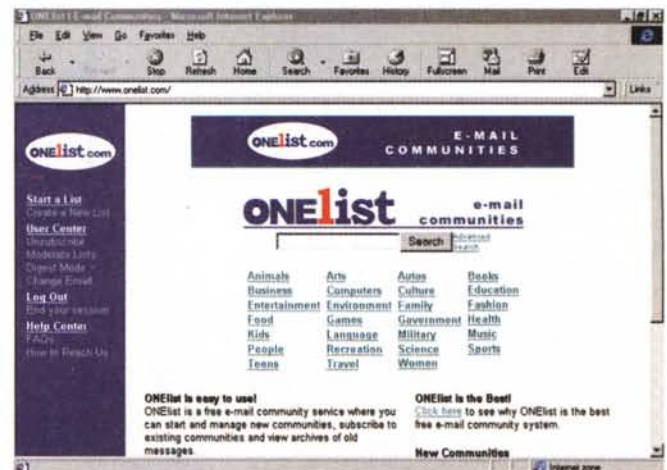 ONElist | E-mail Communities - Microsoft Internet Explorer
File Edit View Go Favorites Help
Back Stop Refresh Home Search Favorites History Fullscreen Mail Print Edit
Address http://www.onelist.com/ Links
ONElist.com
Start a List
Create a New List
User Center
Unsubscribe
Moderate Lists
Digest Mode
Change Email
Log Out
End your session
Help Center
FAQs
How to Reach Us
ONElist.com E-MAIL
COMMUNITIES
ONElist e-mail
communities
Search Advanced
Search
Animals Arts Autos Books
Business Computers Culture Education
Entertainment Environment Family Fashion
Food Games Government Health
Kids Language Military Music
People Recreation Science Sports
Teens Travel Women
ONElist is easy to use!
ONElist is a free e-mail community service where you
can start and manage new communities, subscribe to
existing communities and view archives of old
messages.
ONElist is the Best!
Click here to see why ONElist is the best
free e-mail community system.
New Communities
Internet zone